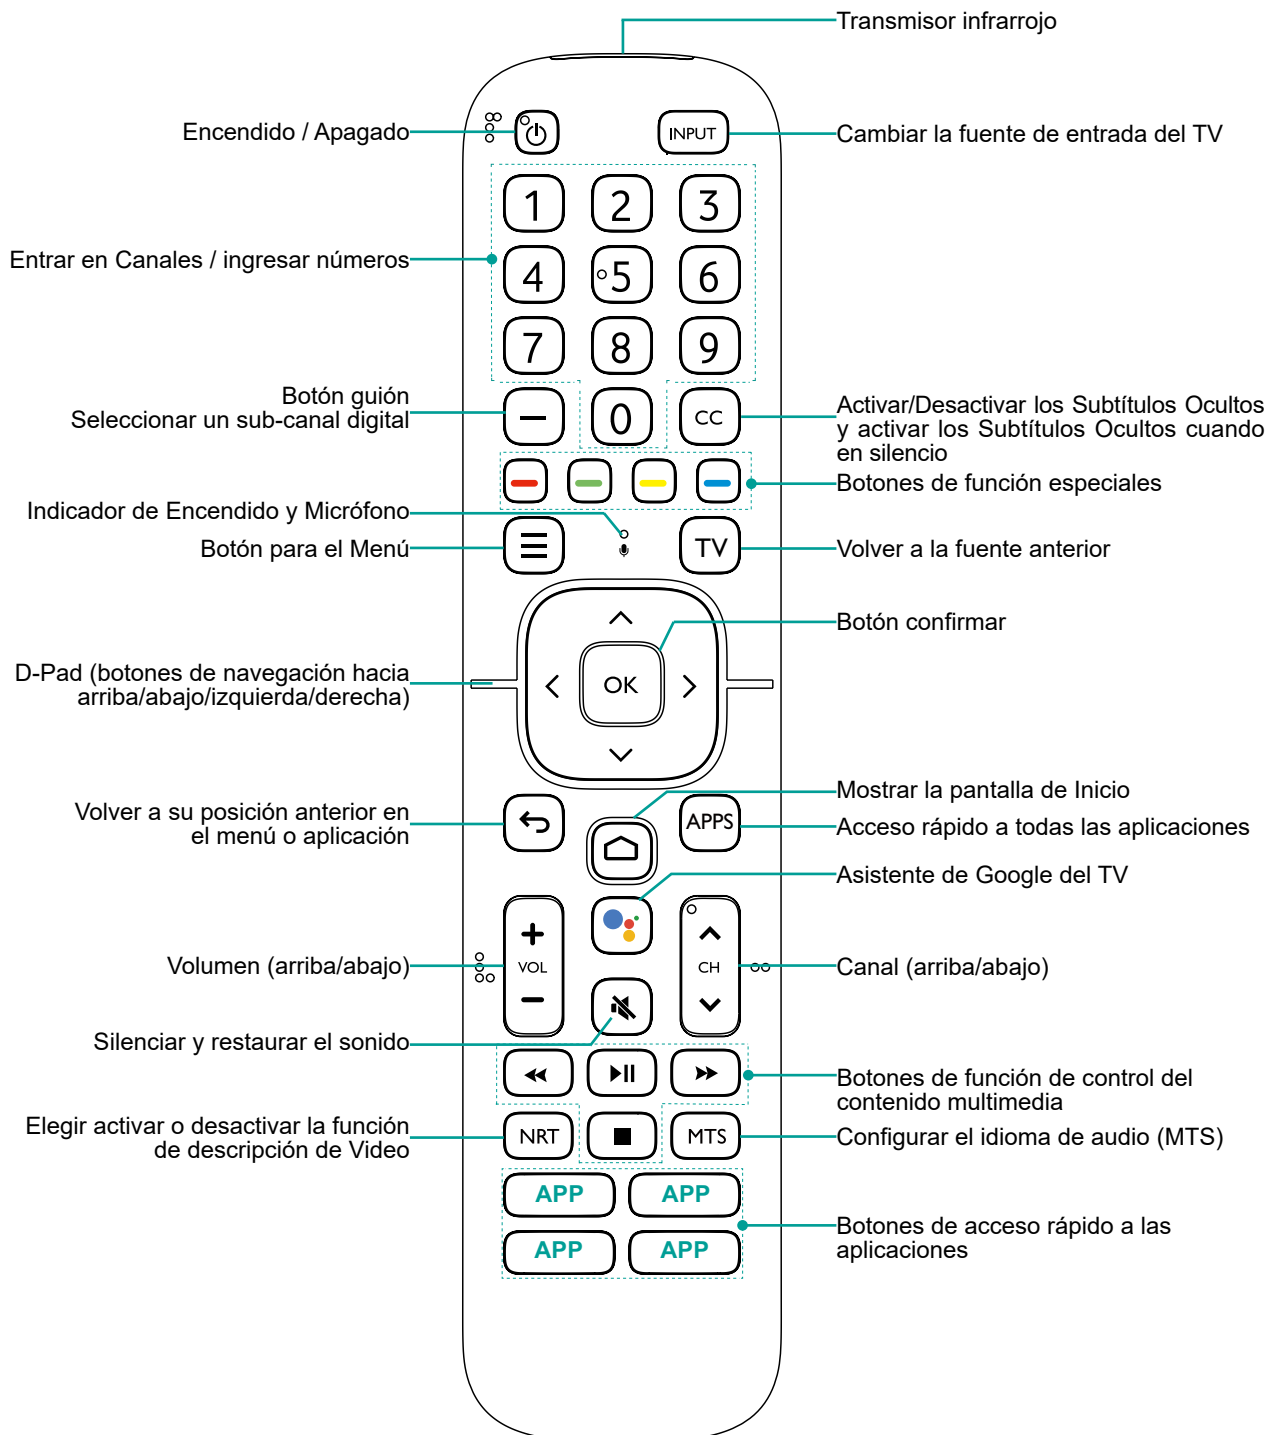 Transmisor infrarrojo
Encendido / Apagado
INPUT
Cambiar la fuente de entrada del TV
1 2 3
Entrar en Canales / ingresar números
4 5 6
7 8 9
Botón guión
Seleccionar un sub-canal digital
0
CC
Activar/Desactivar los Subtítulos Ocultos
y activar los Subtítulos Ocultos cuando
en silencio
Botones de función especiales
Indicador de Encendido y Micrófono
Botón para el Menú
TV
Volver a la fuente anterior
Botón confirmar
D-Pad (botones de navegación hacia
arriba/abajo/izquierda/derecha)
OK
Mostrar la pantalla de Inicio
Volver a su posición anterior en
el menú o aplicación
APPS
Acceso rápido a todas las aplicaciones
Asistente de Google del TV
Volumen (arriba/abajo)
VOL
CH
Canal (arriba/abajo)
Silenciar y restaurar el sonido
Botones de función de control del
contenido multimedia
Elegir activar o desactivar la función
de descripción de Video
NRT
MTS
Configurar el idioma de audio (MTS)
APP APP
Botones de acceso rápido a las
aplicaciones
APP APP